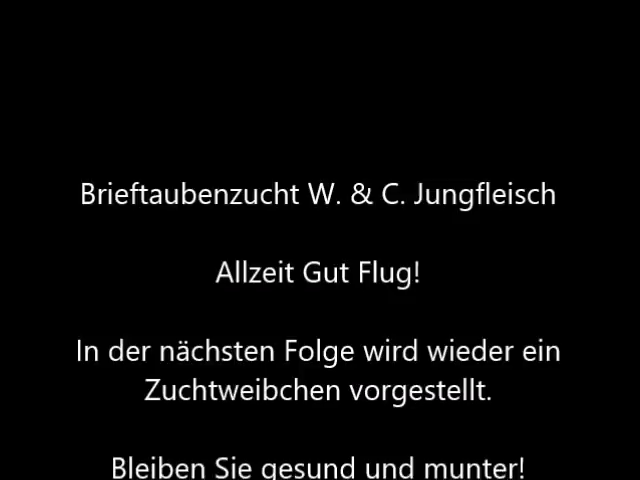 Brieftaubenzucht W. & C. Jungfleisch
Allzeit Gut Flug!
In der nächsten Folge wird wieder ein
Zuchtweibchen vorgestellt.
Bleiben Sie gesund und munter!